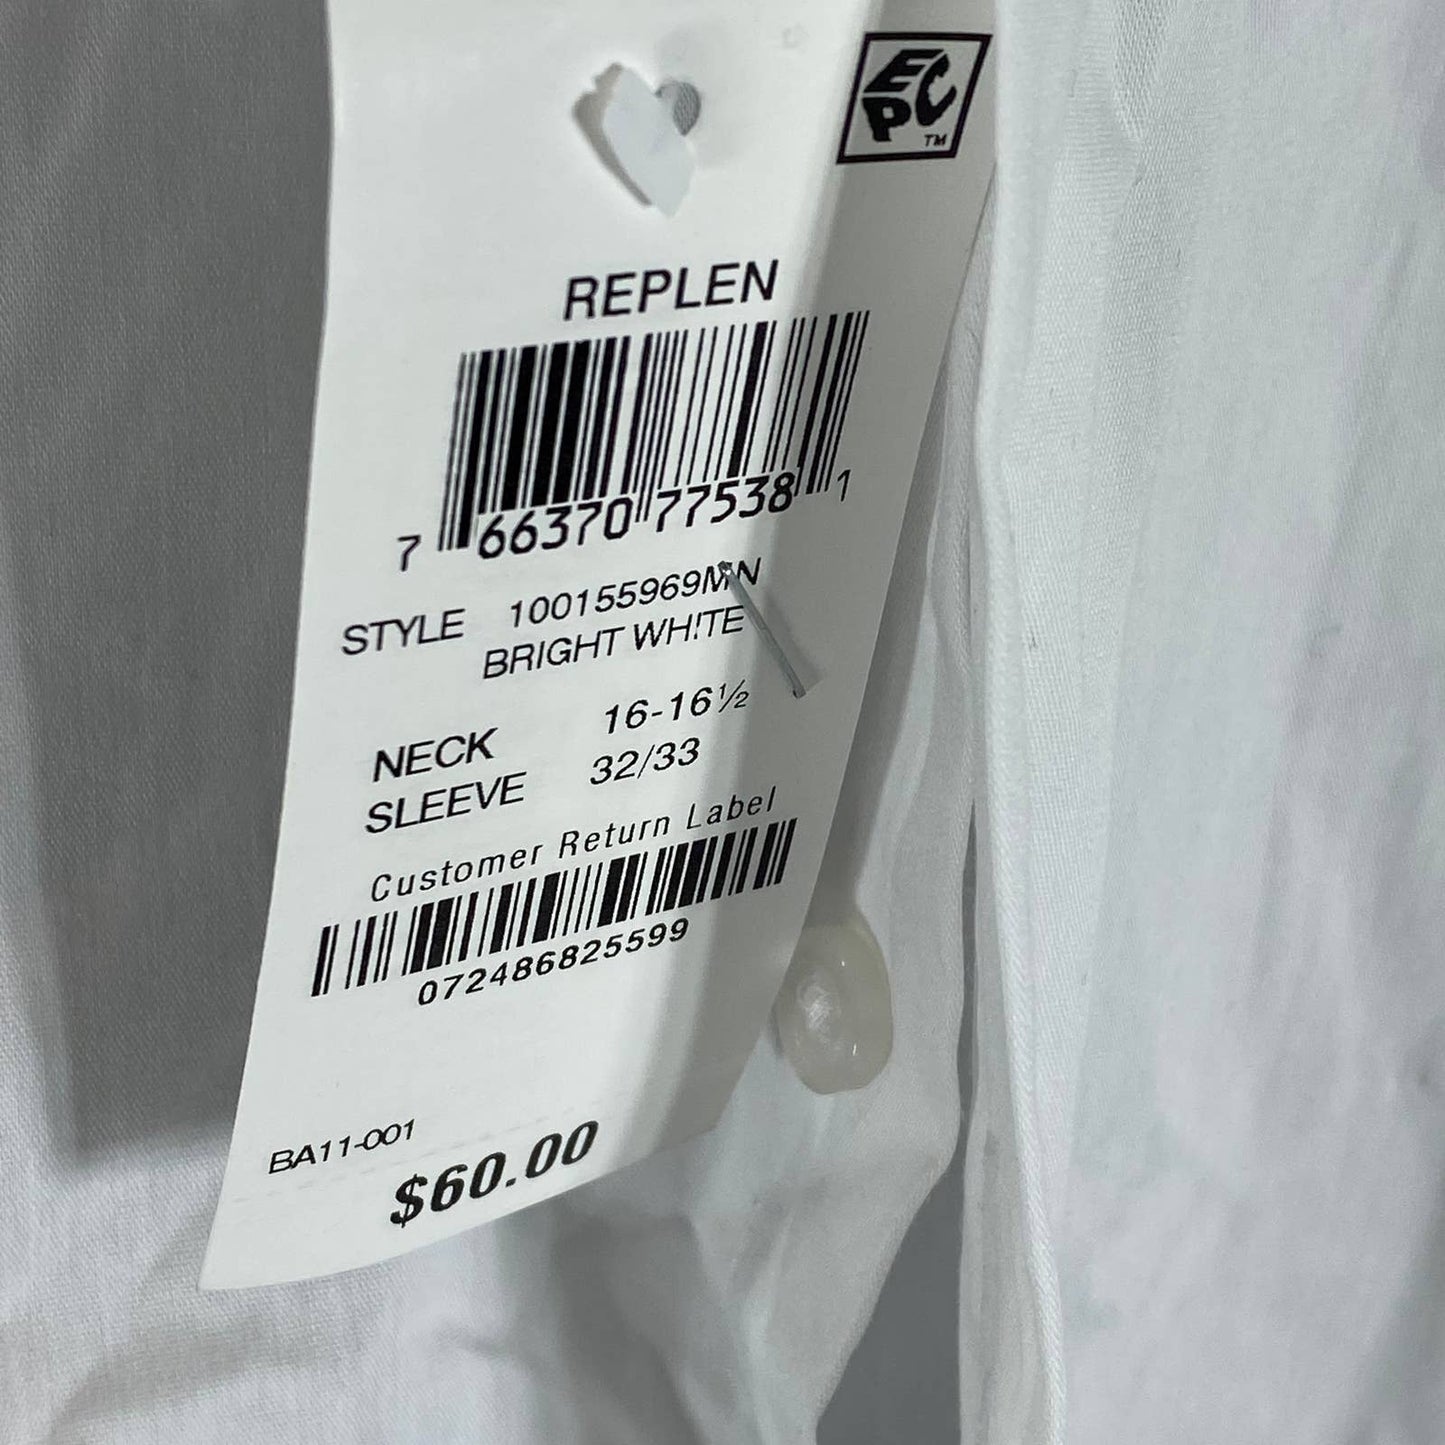 EPC™
REPLEN
7 66370 77538 1
STYLE 100155969MN
BRIGHT WHITE
NECK 16-16½
SLEEVE 32/33
Customer Return Label
072486825599
BA11-001
$60.00